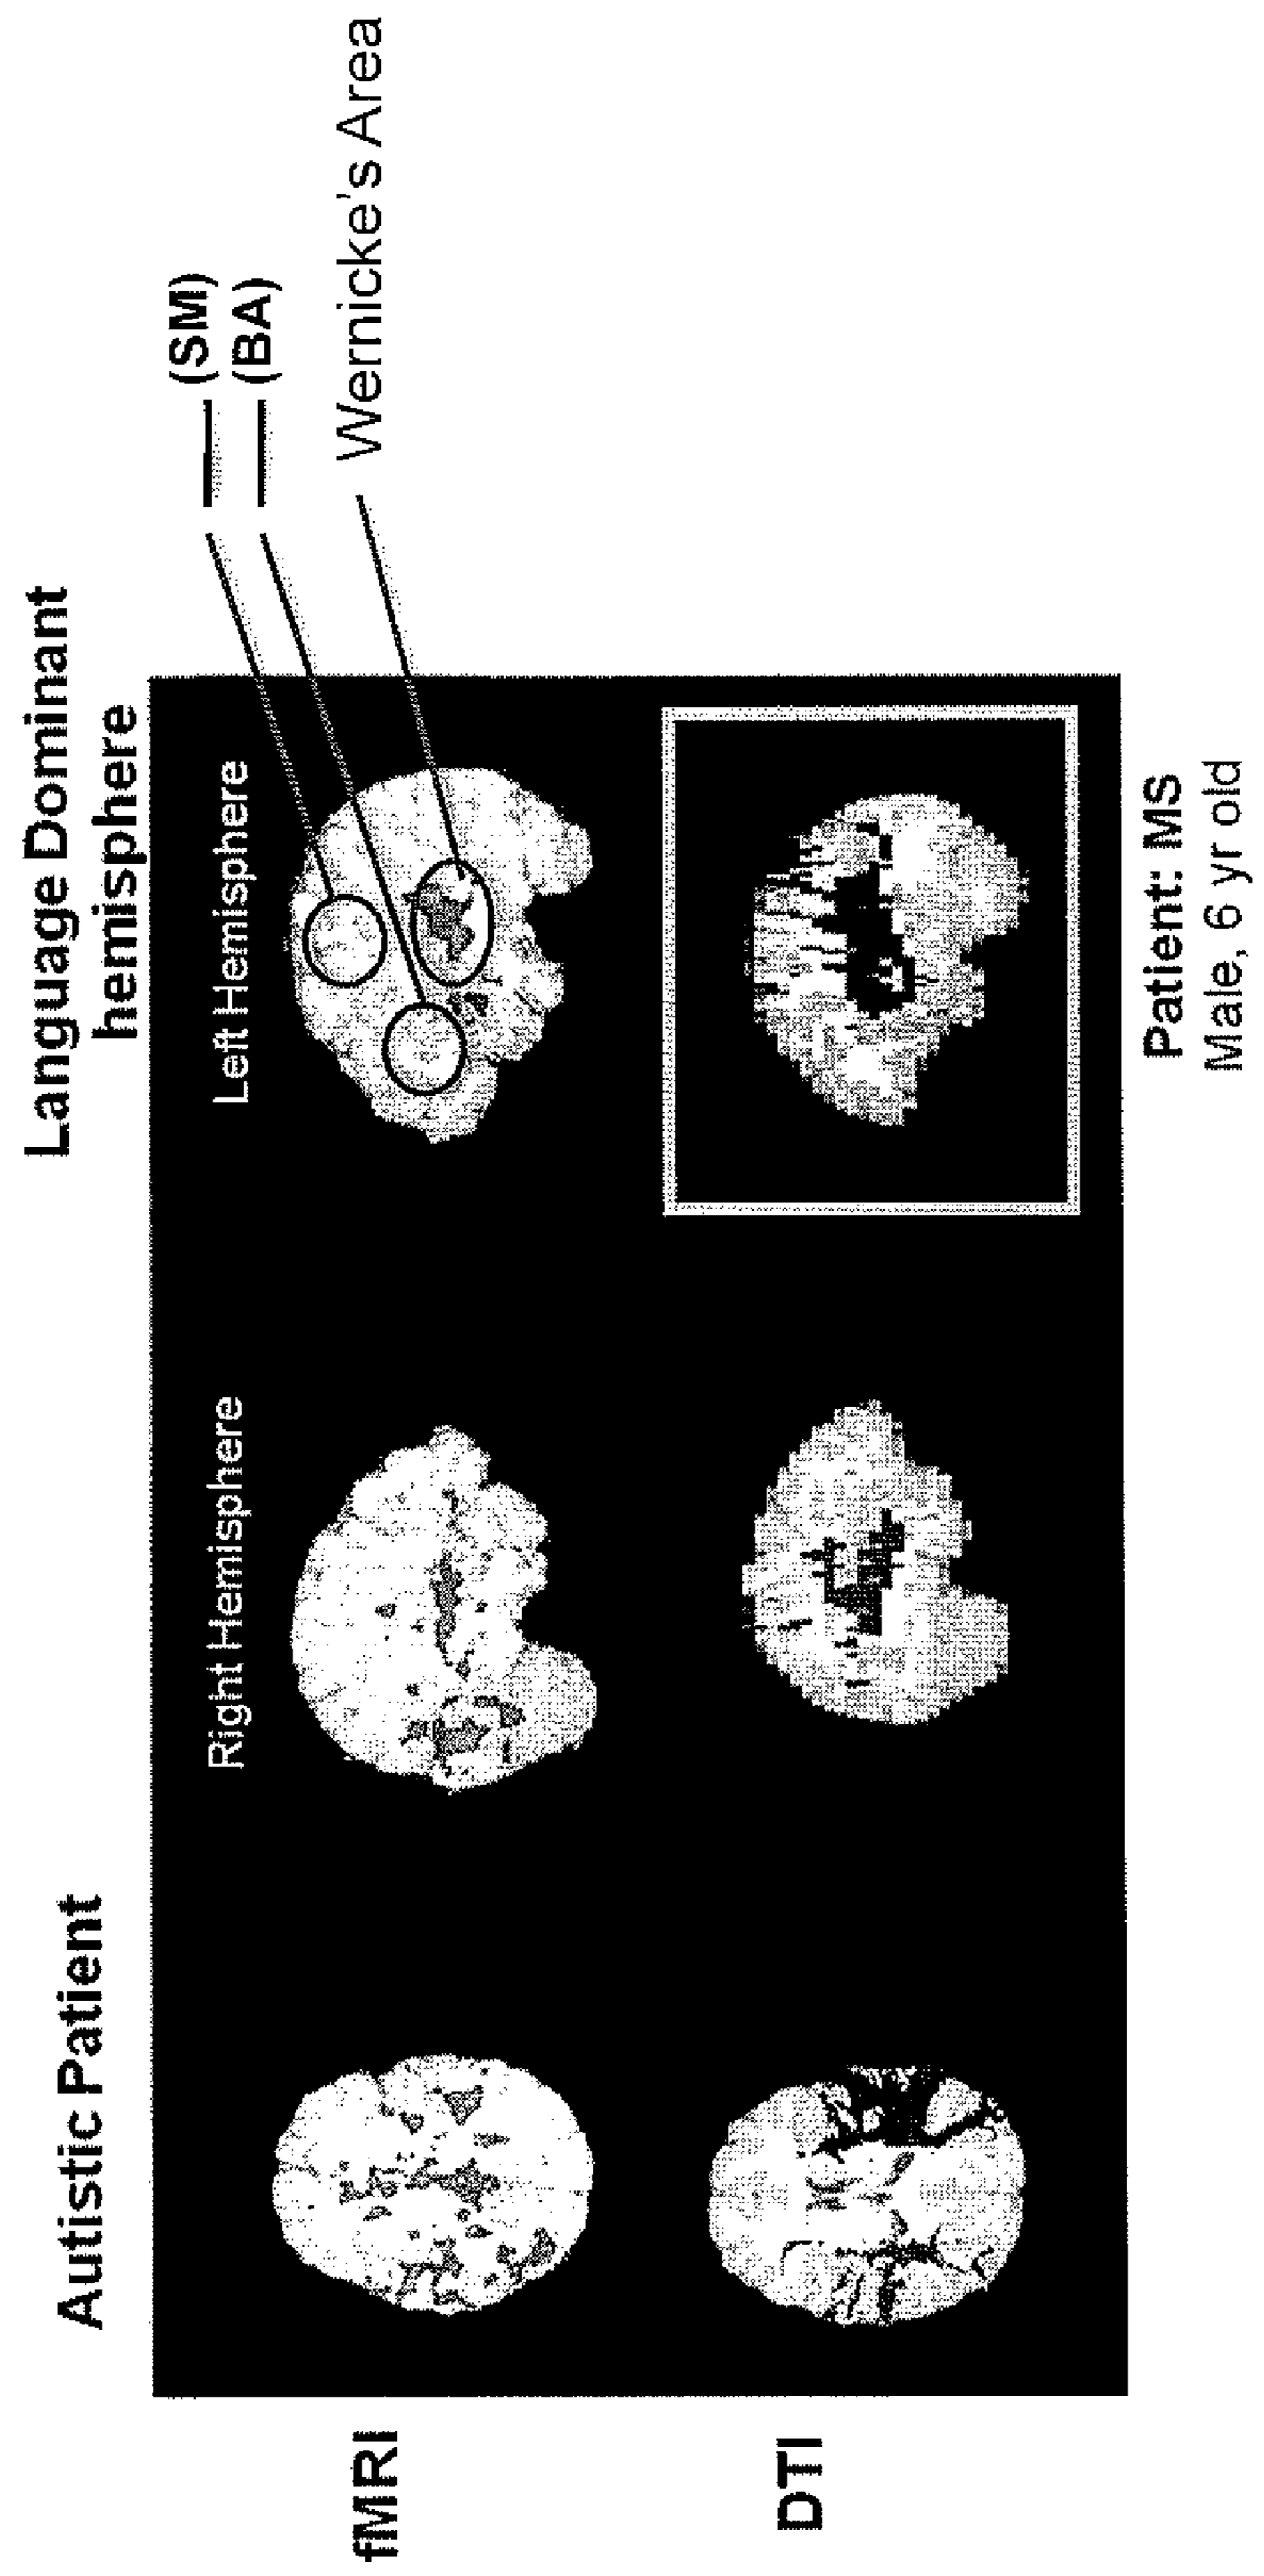 Autistic Patient
Language Dominant
hemisphere
(SM)
(BA)
Wernicke's Area
Right Hemisphere
Left Hemisphere
fMRI
DTI
Patient: MS
Male, 6 yr old